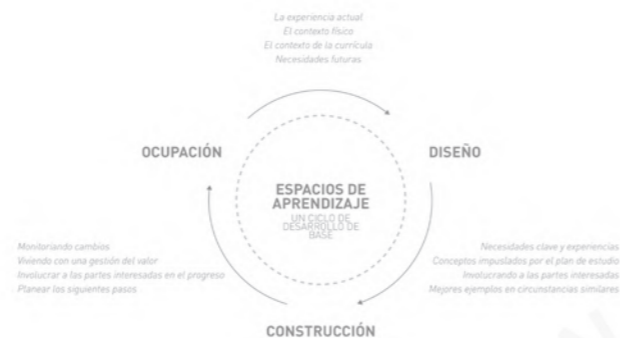 La experiencia actual
El contexto físico
El contexto de la currícula
Necesidades futuras
OCUPACIÓN
DISEÑO
ESPACIOS DE
APRENDIZAJE
UN CICLO DE
DESARROLLO DE
BASE
Monitoriando cambios
Viviendo con una gestión del valor
Involucrar a las partes interesadas en el progreso
Planear los siguientes pasos
Necesidades clave y experiencias
Conceptos impuslados por el plan de estudio
Involucrando a las partes interesadas
Mejores ejemplos en circunstancias similares
CONSTRUCCIÓN